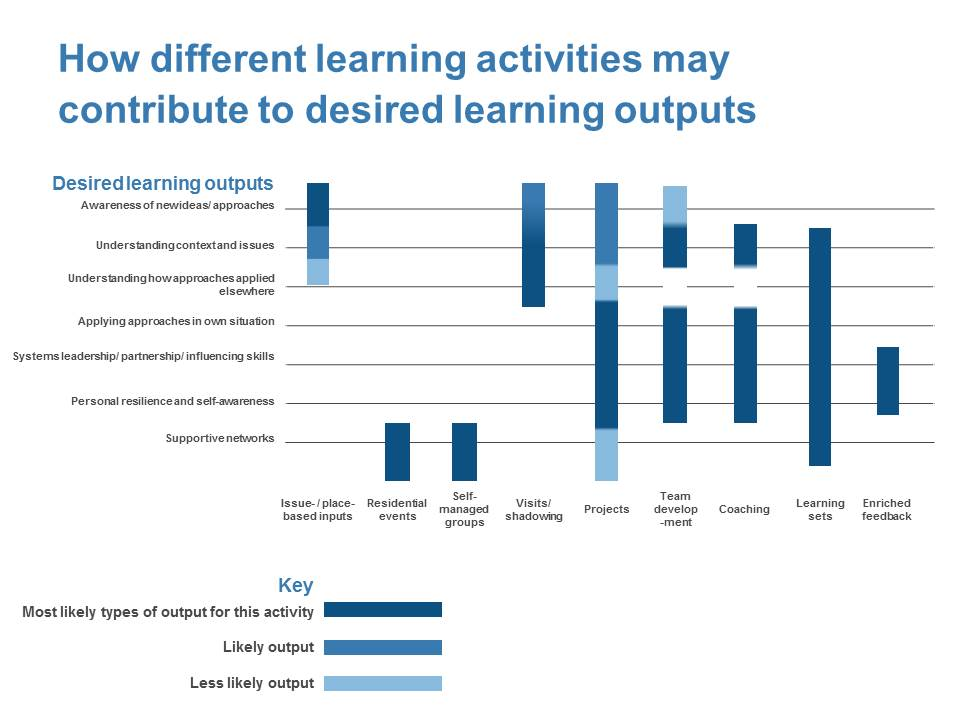 How different learning activities may
contribute to desired learning outputs
Desired learning outputs
Awareness of new ideas/ approaches
Understanding context and issues
Understanding how approaches applied
elsewhere
Applying approaches in own situation
Systems leadership/ partnership/ influencing skills
Personal resilience and self-awareness
Supportive networks
Issue- / place-
based inputs
Residential
events
Self-
managed
groups
Visits/
shadowing
Projects
Team
develop
-ment
Coaching
Learning
sets
Enriched
feedback
Key
Most likely types of output for this activity
Likely output
Less likely output